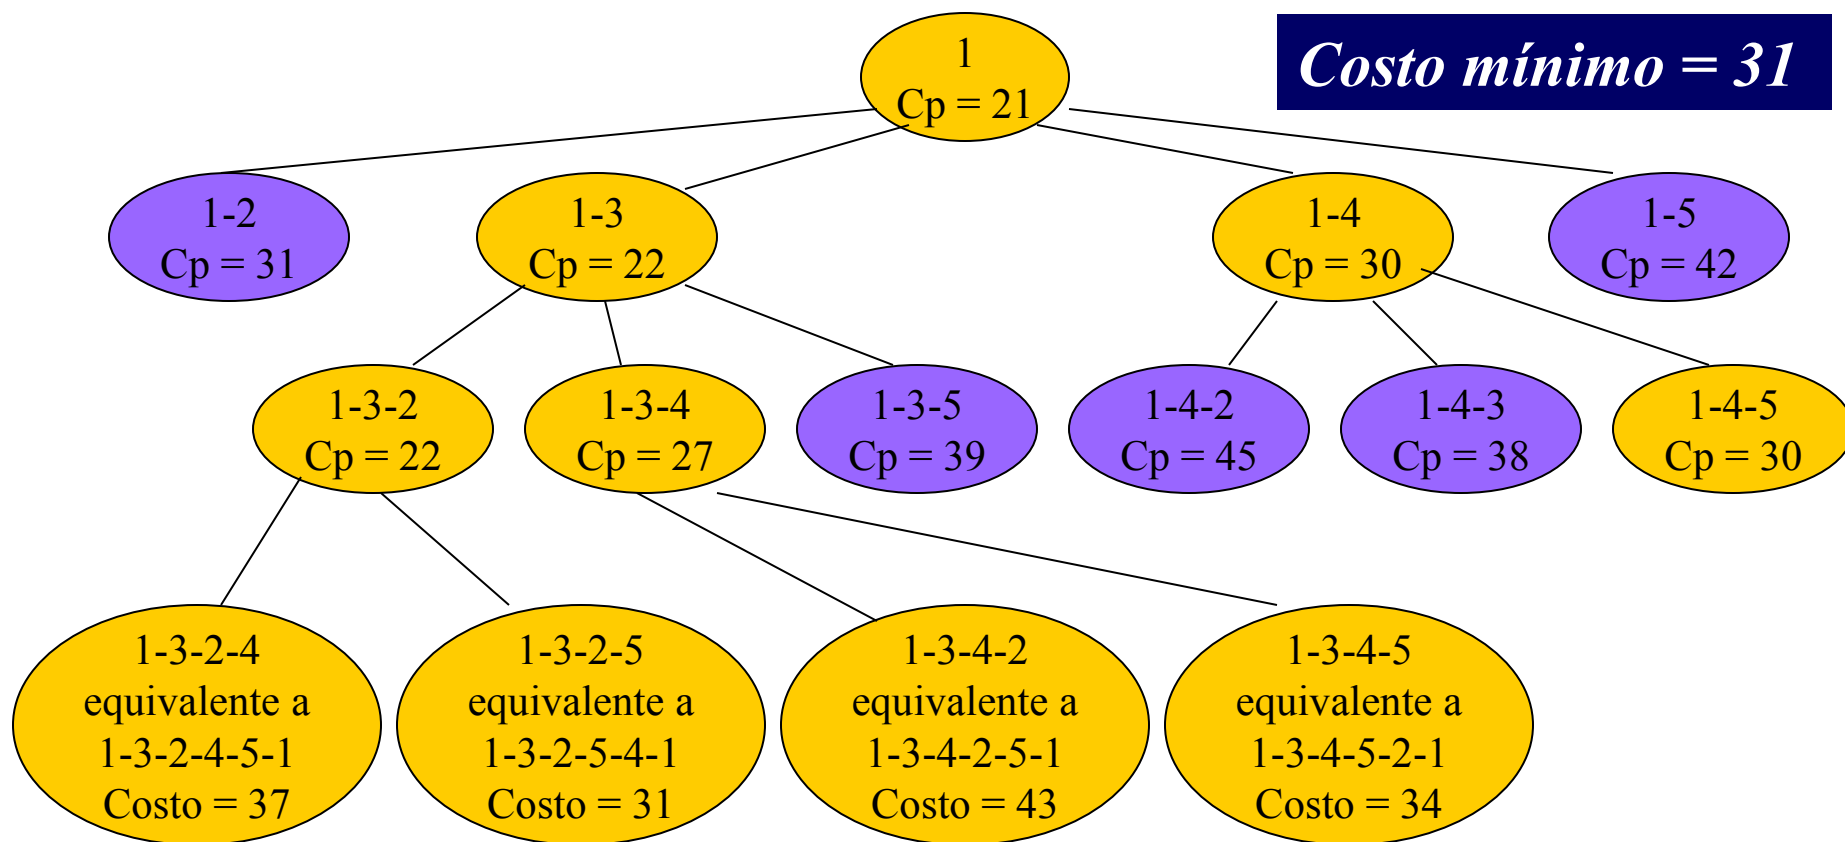 1
Cp = 21
Costo mínimo = 31
1-2
Cp = 31
1-3
Cp = 22
1-4
Cp = 30
1-5
Cp = 42
1-3-2
Cp = 22
1-3-4
Cp = 27
1-3-5
Cp = 39
1-4-2
Cp = 45
1-4-3
Cp = 38
1-4-5
Cp = 30
1-3-2-4
equivalente a
1-3-2-4-5-1
Costo = 37
1-3-2-5
equivalente a
1-3-2-5-4-1
Costo = 31
1-3-4-2
equivalente a
1-3-4-2-5-1
Costo = 43
1-3-4-5
equivalente a
1-3-4-5-2-1
Costo = 34